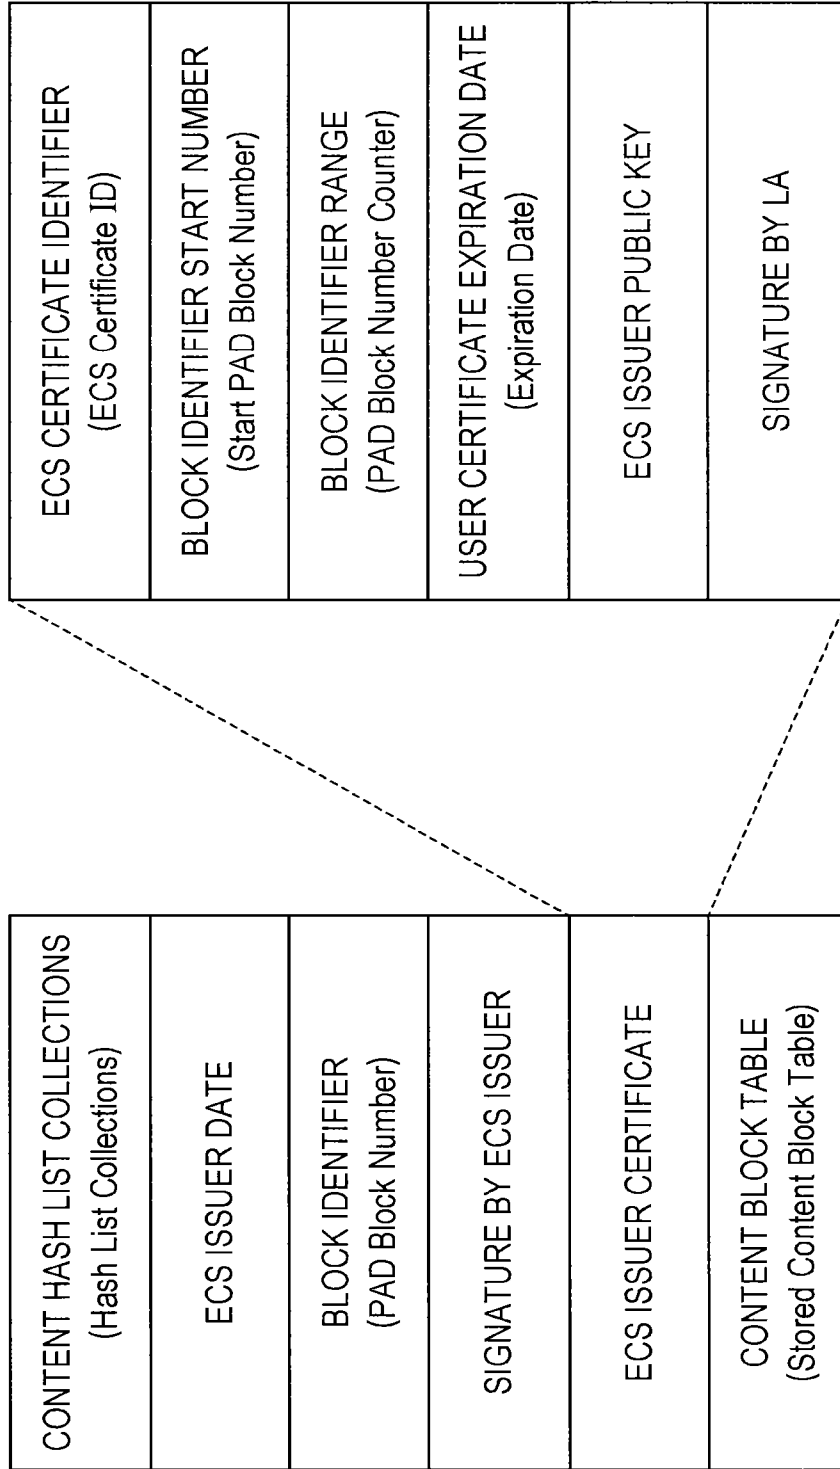 CONTENT HASH LIST COLLECTIONS
(Hash List Collections)
ECS ISSUER DATE
BLOCK IDENTIFIER
(PAD Block Number)
SIGNATURE BY ECS ISSUER
ECS ISSUER CERTIFICATE
CONTENT BLOCK TABLE
(Stored Content Block Table)
ECS CERTIFICATE IDENTIFIER
(ECS Certificate ID)
BLOCK IDENTIFIER START NUMBER
(Start PAD Block Number)
BLOCK IDENTIFIER RANGE
(PAD Block Number Counter)
USER CERTIFICATE EXPIRATION DATE
(Expiration Date)
ECS ISSUER PUBLIC KEY
SIGNATURE BY LA